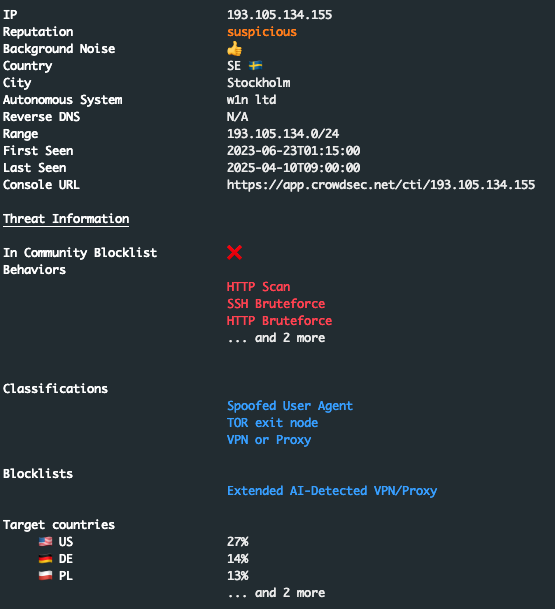 IP 193.105.134.155
Reputation suspicious
Background Noise 👍
Country SE 🇸🇪
City Stockholm
Autonomous System w1n ltd
Reverse DNS N/A
Range 193.105.134.0/24
First Seen 2023-06-23T01:15:00
Last Seen 2025-04-10T09:00:00
Console URL https://app.crowdsec.net/cti/193.105.134.155
Threat Information
In Community Blocklist ❌
Behaviors
HTTP Scan
SSH Bruteforce
HTTP Bruteforce
... and 2 more
Classifications
Spoofed User Agent
TOR exit node
VPN or Proxy
Blocklists
Extended AI-Detected VPN/Proxy
Target countries
🇺🇸 US 27%
🇩🇪 DE 14%
🇵🇱 PL 13%
... and 2 more